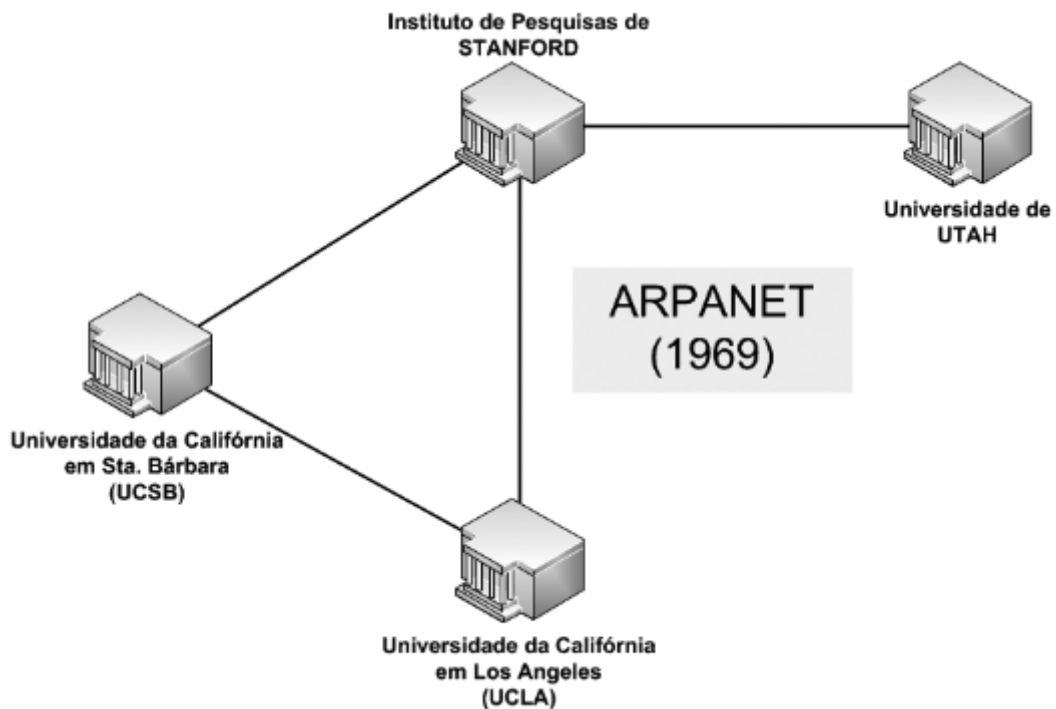 Instituto de Pesquisas de
STANFORD
Universidade de
UTAH
ARPANET
(1969)
Universidade da Califórnia
em Sta. Bárbara
(UCSB)
Universidade da Califórnia
em Los Angeles
(UCLA)